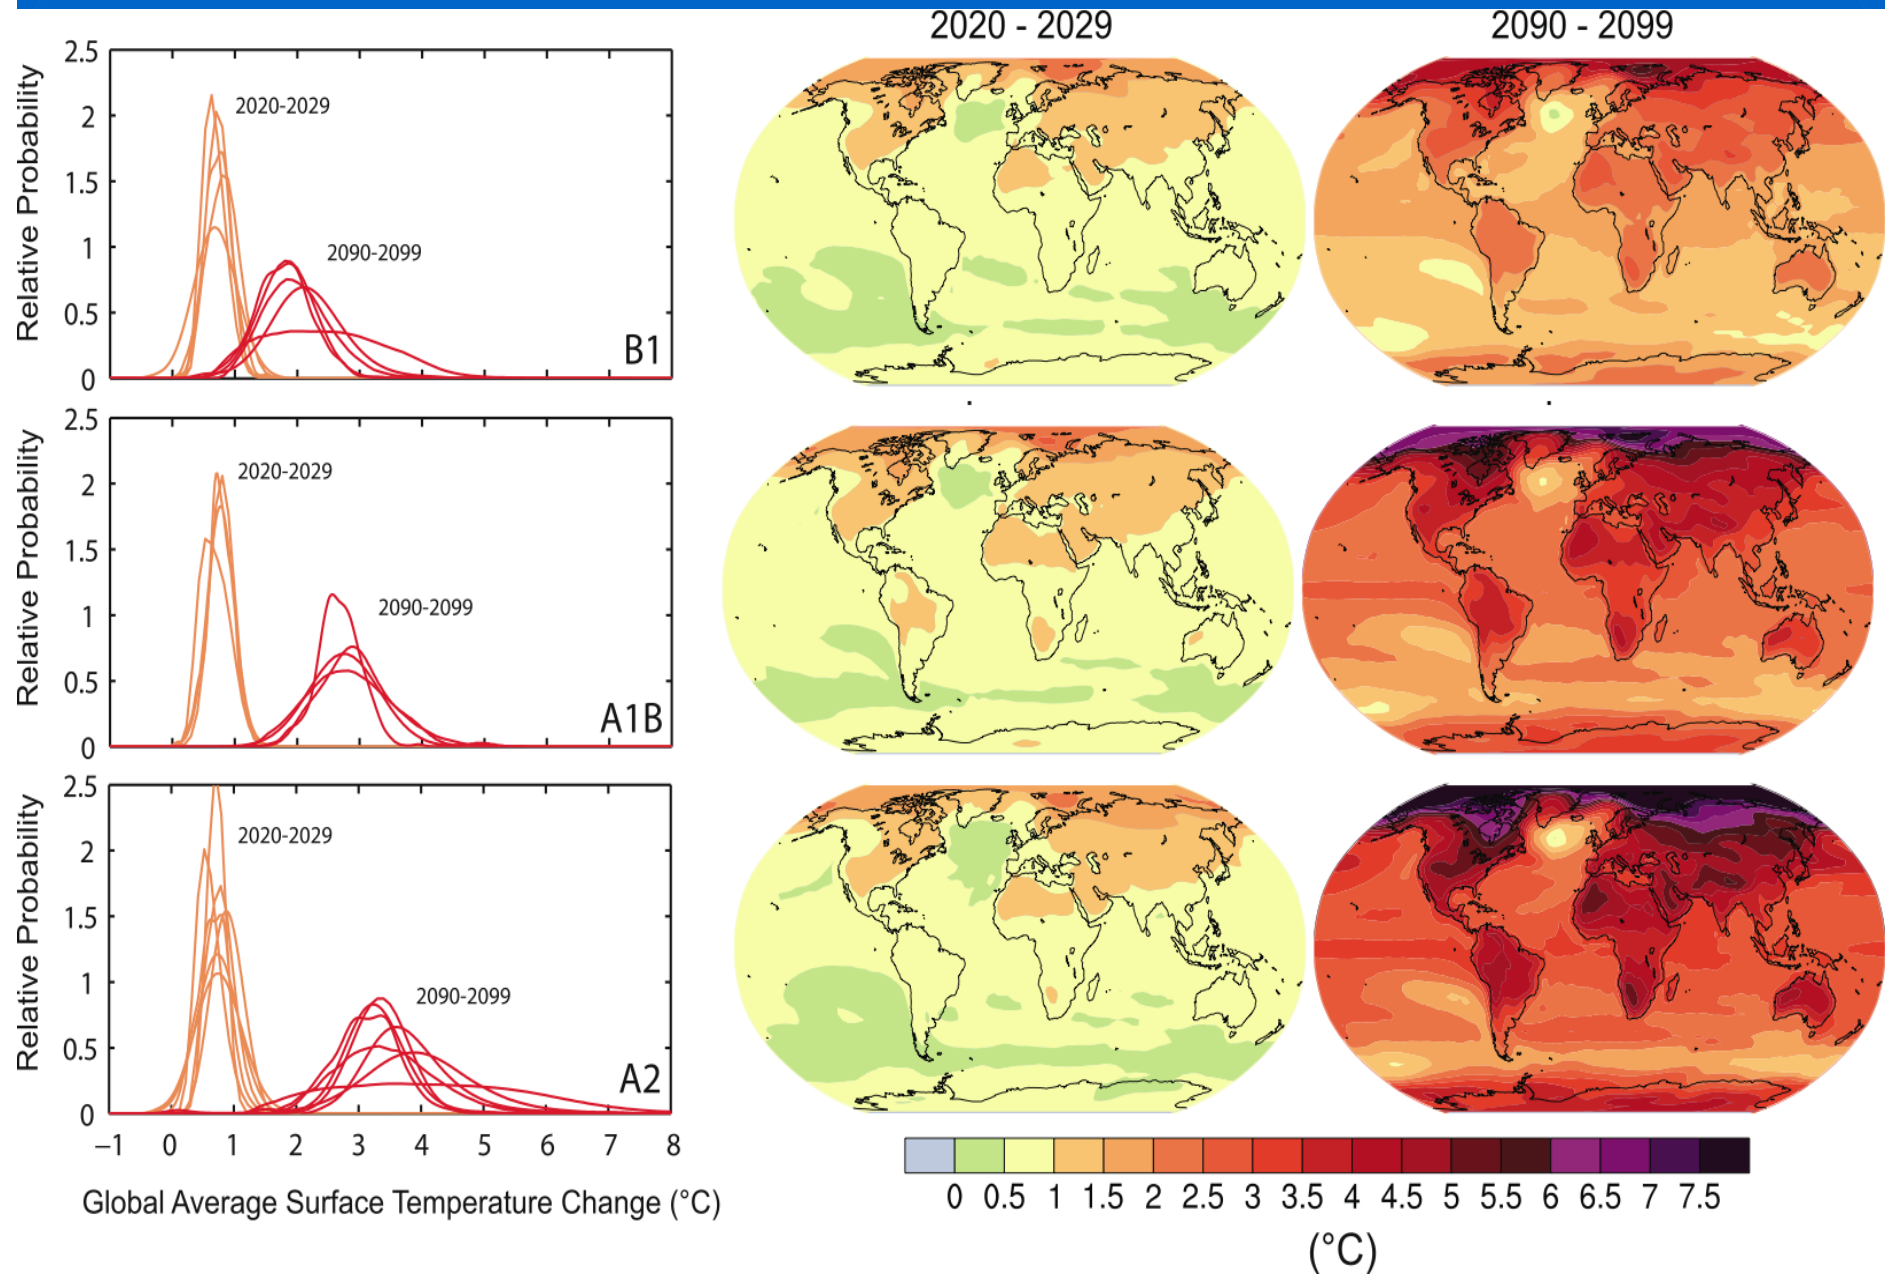 2020 - 2029
2090 - 2099
Relative Probability
2.5
2
1.5
1
0.5
0
2020-2029
2090-2099
B1
Relative Probability
2.5
2
1.5
1
0.5
0
2020-2029
2090-2099
A1B
Relative Probability
2.5
2
1.5
1
0.5
0
2020-2029
2090-2099
A2
−1 0 1 2 3 4 5 6 7 8
Global Average Surface Temperature Change (°C)
0 0.5 1 1.5 2 2.5 3 3.5 4 4.5 5 5.5 6 6.5 7 7.5
(°C)